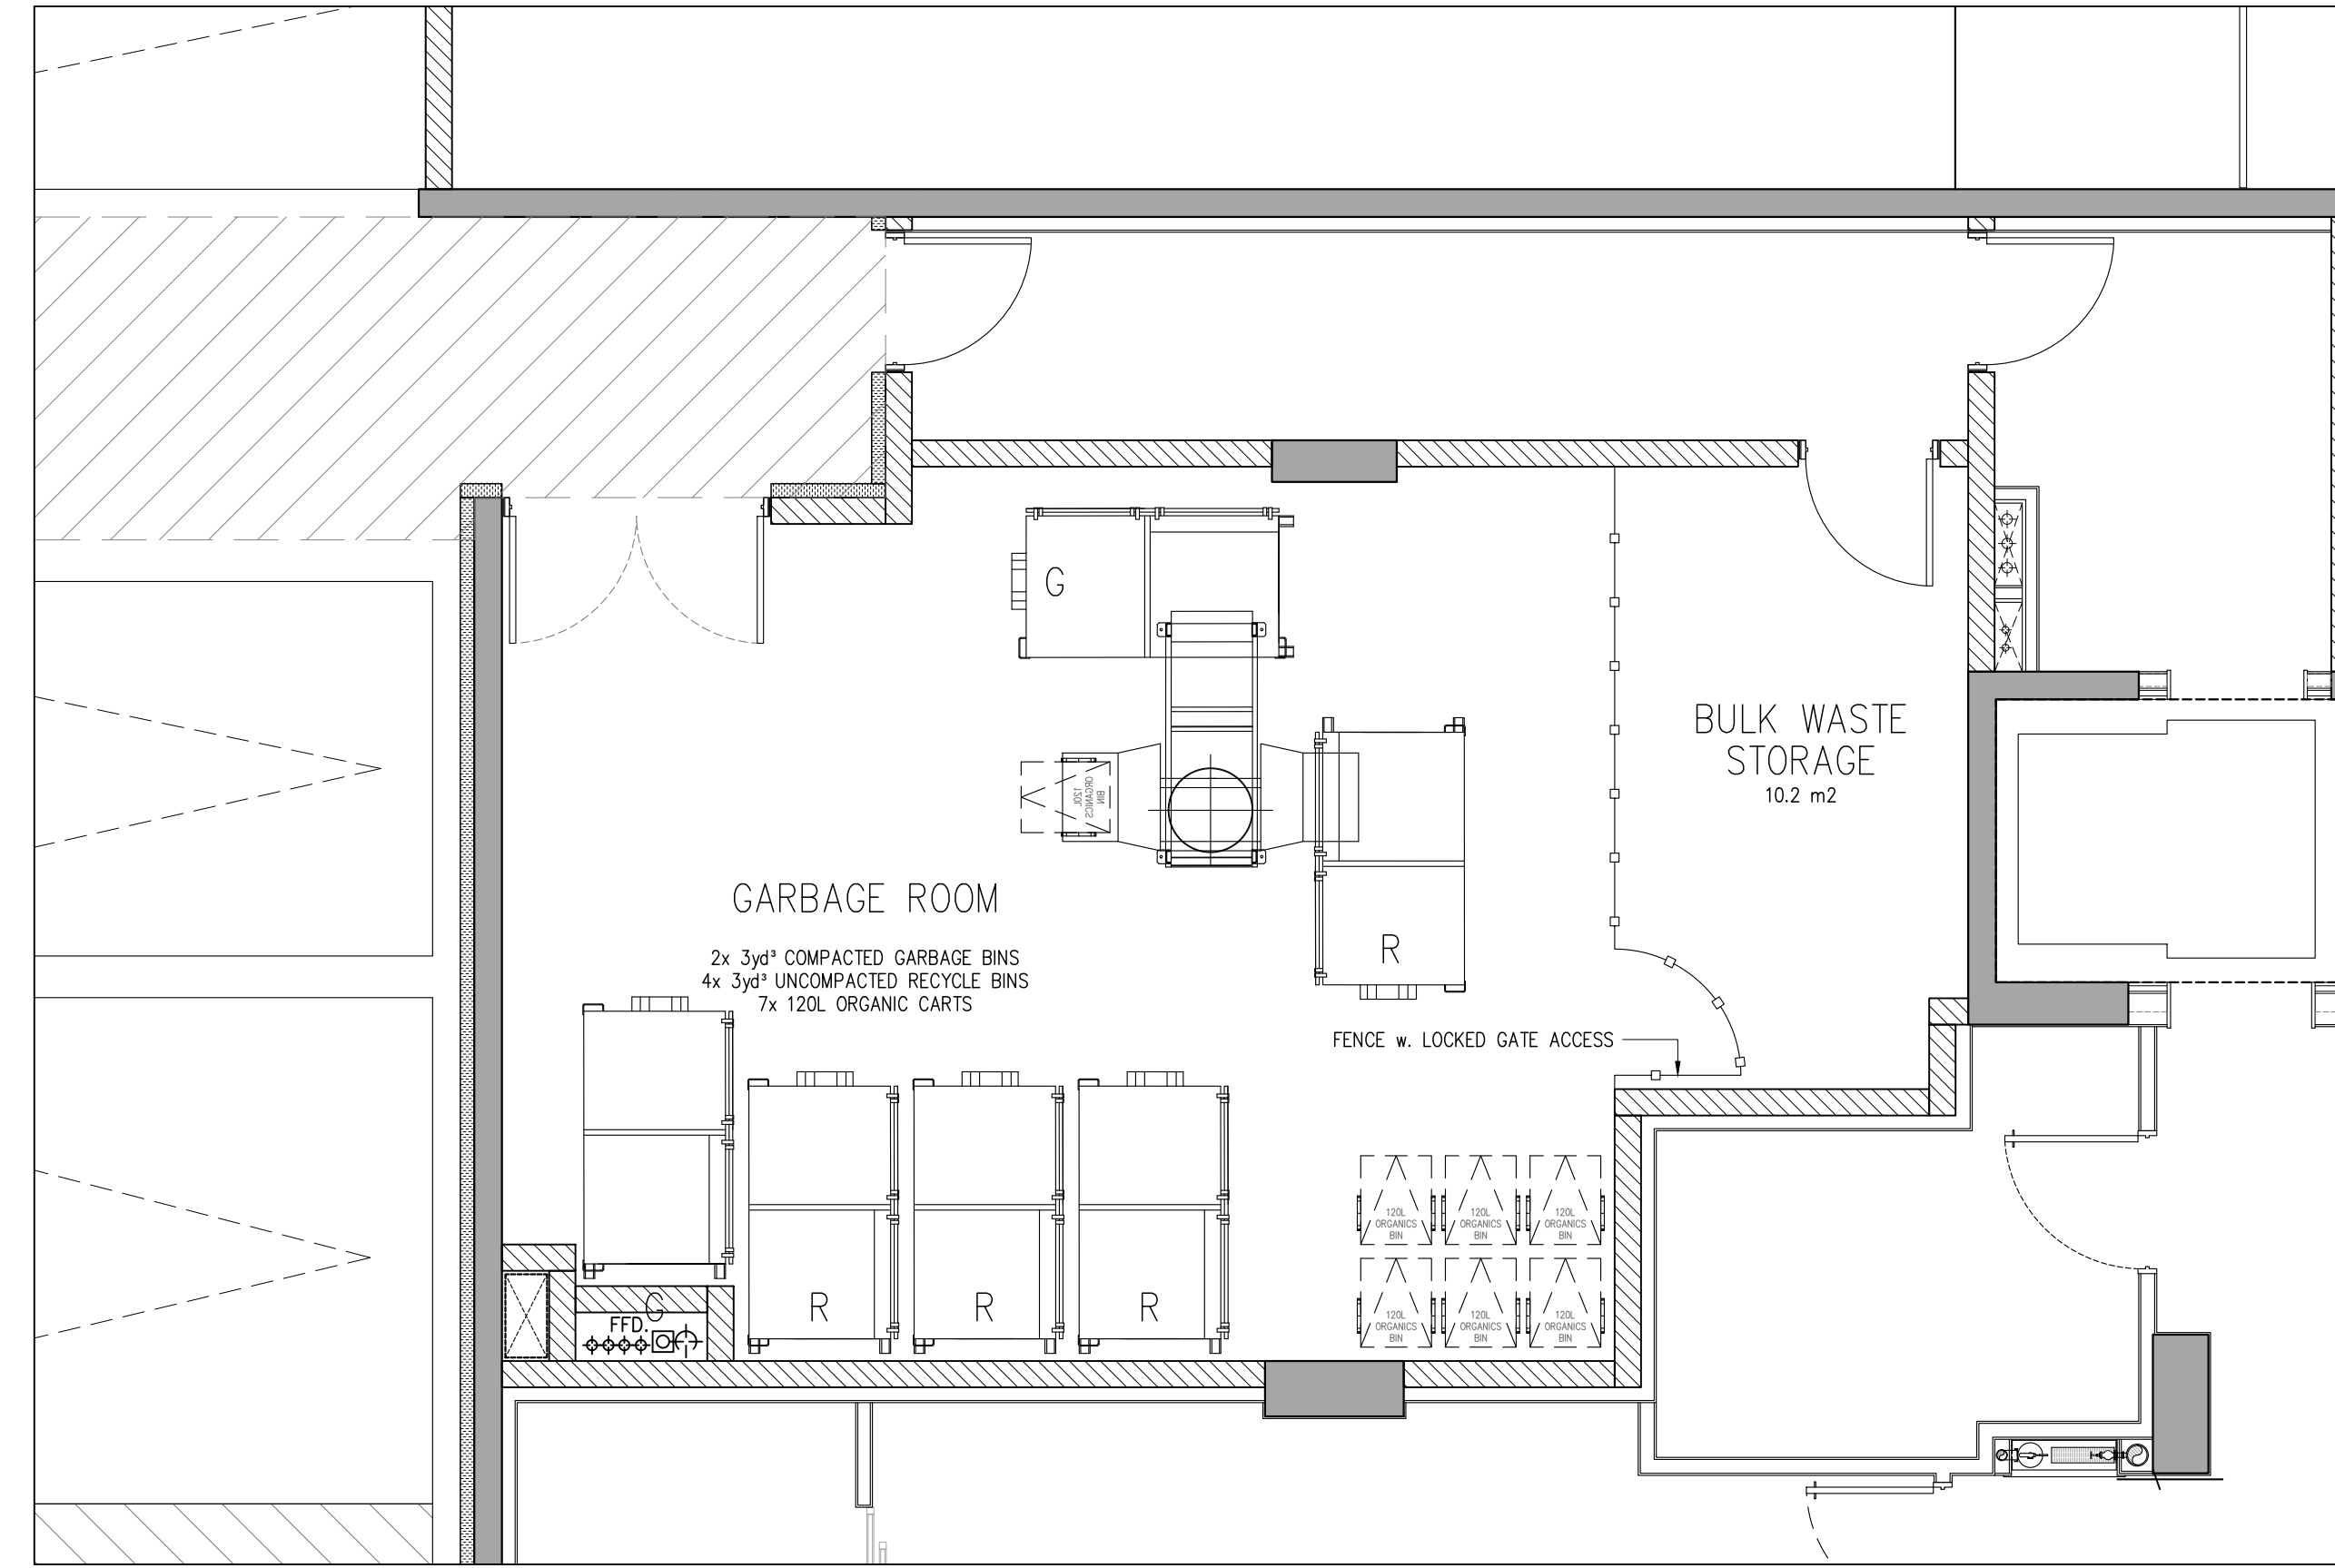 G
BULK WASTE
STORAGE
10.2 m2
120L
ORGANICS
BIN
GARBAGE ROOM
2x 3yd³ COMPACTED GARBAGE BINS
4x 3yd³ UNCOMPACTED RECYCLE BINS
7x 120L ORGANIC CARTS
R
FENCE w. LOCKED GATE ACCESS
120L
ORGANICS
BIN
120L
ORGANICS
BIN
120L
ORGANICS
BIN
G
FFD.
R
R
R
120L
ORGANICS
BIN
120L
ORGANICS
BIN
120L
ORGANICS
BIN